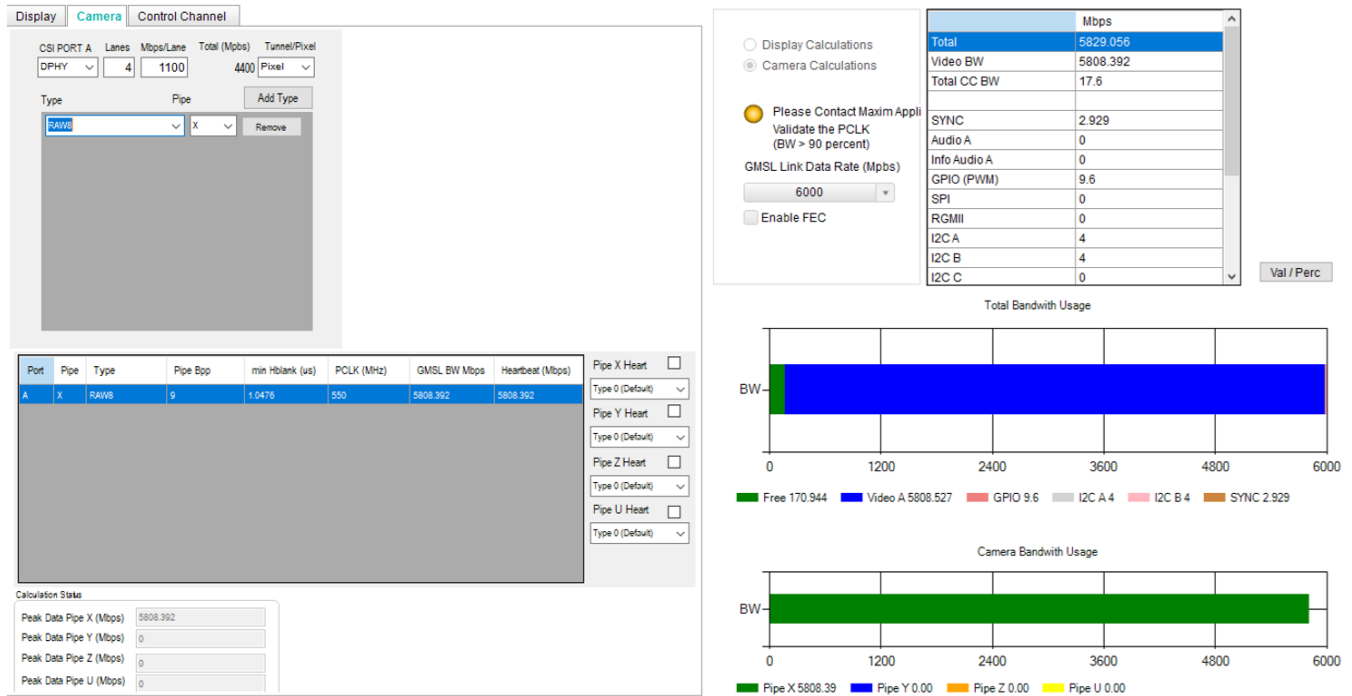 Display Camera Control Channel
CSI PORT A Lanes Mbps/Lane Total (Mpbs) Tunnel/Pixel
DPHY 4 1100 4400 Pixel
Type Pipe Add Type
RAW8 X Remove
Port Pipe Type Pipe Bpp min Hblank (us) PCLK (MHz) GMSL BW Mbps Heartbeat (Mbps)
A X RAW8 9 1.0476 550 5808.392 5808.392
Pipe X Heart
Type 0 (Default)
Pipe Y Heart
Type 0 (Default)
Pipe Z Heart
Type 0 (Default)
Pipe U Heart
Type 0 (Default)
Calculation Status
Peak Data Pipe X (Mbps) 5808.392
Peak Data Pipe Y (Mbps) 0
Peak Data Pipe Z (Mbps) 0
Peak Data Pipe U (Mbps) 0
Display Calculations
Camera Calculations
Please Contact Maxim Appli
Validate the PCLK
(BW > 90 percent)
GMSL Link Data Rate (Mpbs)
6000
Enable FEC
Mbps
Total 5829.056
Video BW 5808.392
Total CC BW 17.6
SYNC 2.929
Audio A 0
Info Audio A 0
GPIO (PWM) 9.6
SPI 0
RGMII 0
I2C A 4
I2C B 4
I2C C 0
Val / Perc
Total Bandwith Usage
BW
0 1200 2400 3600 4800 6000
Free 170.944 Video A 5808.527 GPIO 9.6 I2C A 4 I2C B 4 SYNC 2.929
Camera Bandwith Usage
BW
0 1200 2400 3600 4800 6000
Pipe X 5808.39 Pipe Y 0.00 Pipe Z 0.00 Pipe U 0.00